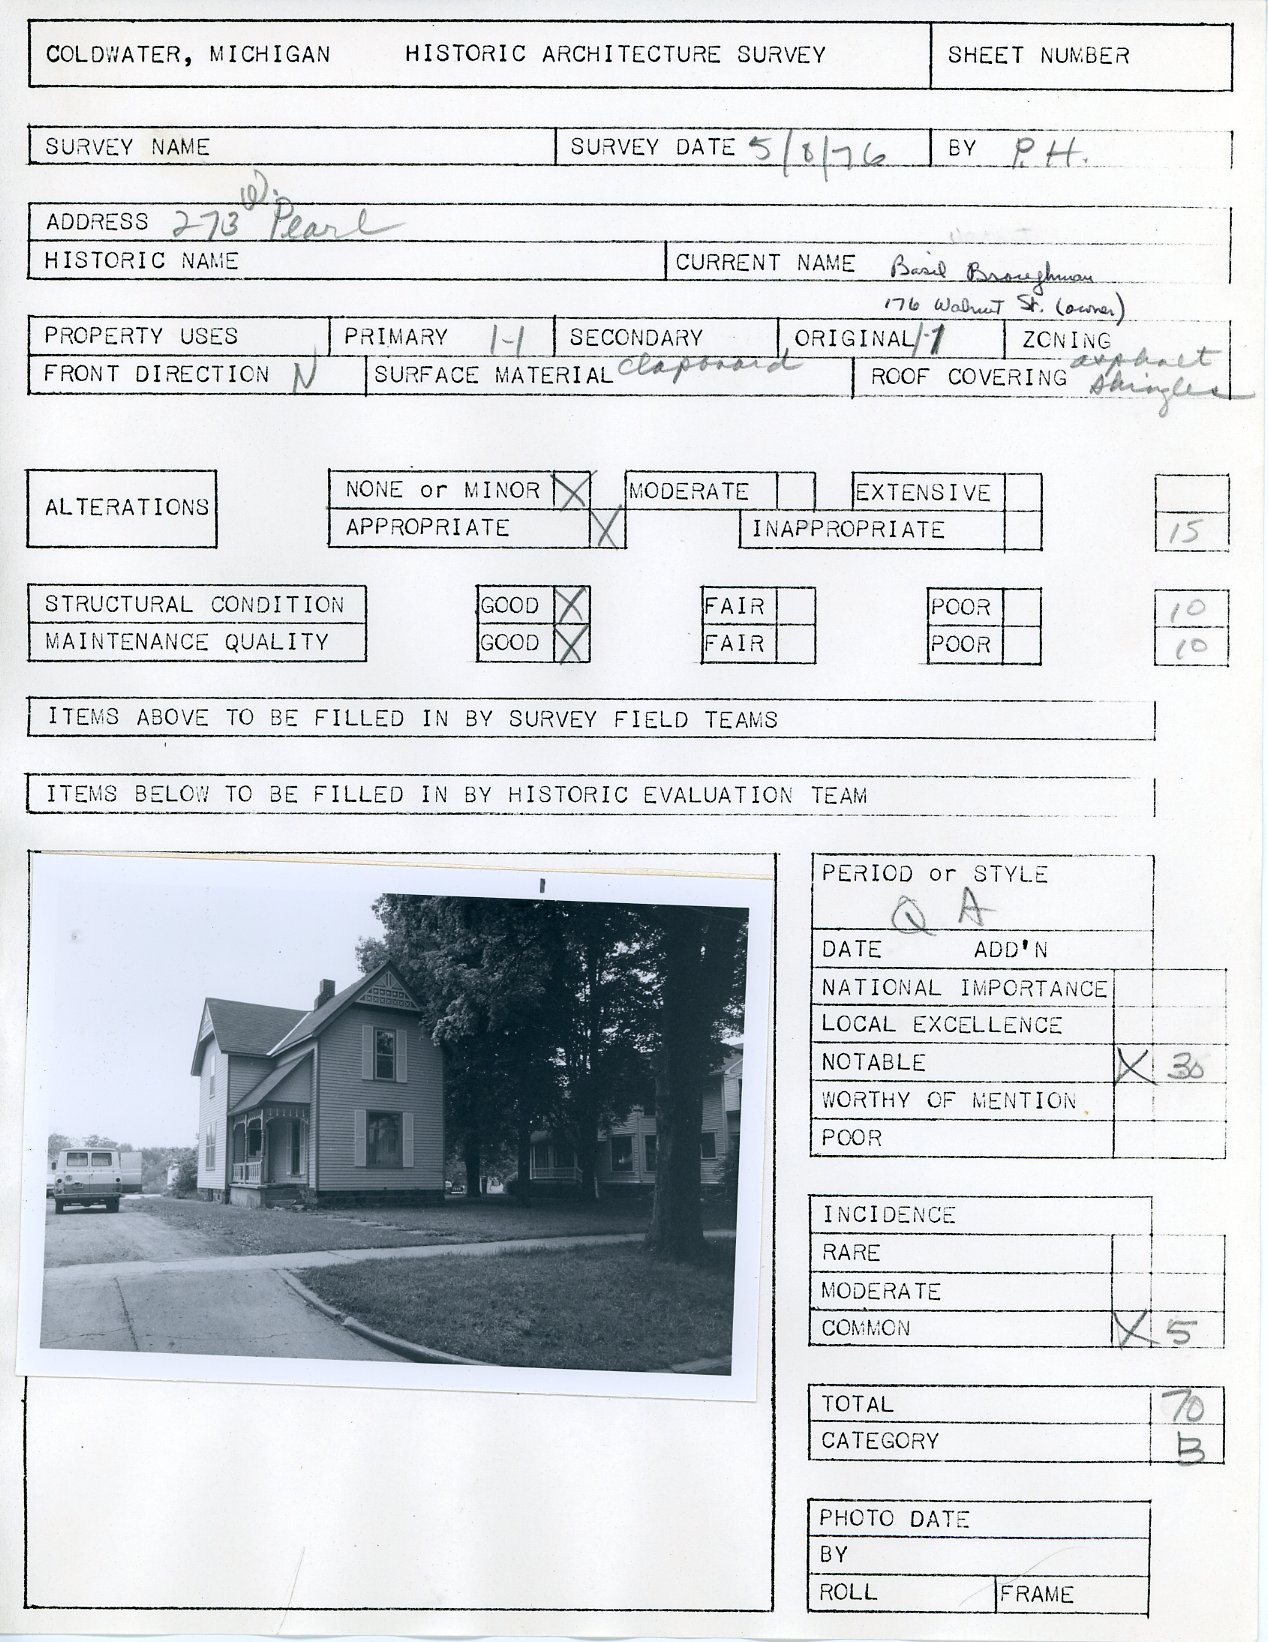 COLDWATER, MICHIGAN HISTORIC ARCHITECTURE SURVEY SHEET NUMBER
SURVEY NAME SURVEY DATE 5/8/76 BY P.H.
ADDRESS 273 W. Pearl
HISTORIC NAME CURRENT NAME Basil Broughman
176 Walnut St. (owner)
PROPERTY USES PRIMARY 1-1 SECONDARY ORIGINAL 1-1 ZONING
FRONT DIRECTION N SURFACE MATERIAL clapboard ROOF COVERING asphalt shingles
ALTERATIONS NONE or MINOR X MODERATE EXTENSIVE
APPROPRIATE X INAPPROPRIATE 15
STRUCTURAL CONDITION GOOD X FAIR POOR 10
MAINTENANCE QUALITY GOOD X FAIR POOR 10
ITEMS ABOVE TO BE FILLED IN BY SURVEY FIELD TEAMS
ITEMS BELOW TO BE FILLED IN BY HISTORIC EVALUATION TEAM
PERIOD or STYLE
Q A
DATE ADD'N
NATIONAL IMPORTANCE
LOCAL EXCELLENCE
NOTABLE X 30
WORTHY OF MENTION
POOR
INCIDENCE
RARE
MODERATE
COMMON X 5
TOTAL 70
CATEGORY B
PHOTO DATE
BY
ROLL FRAME